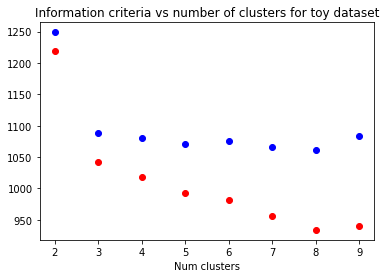 Information criteria vs number of clusters for toy dataset
1250
1200
1150
1100
1050
1000
950
2 3 4 5 6 7 8 9
Num clusters